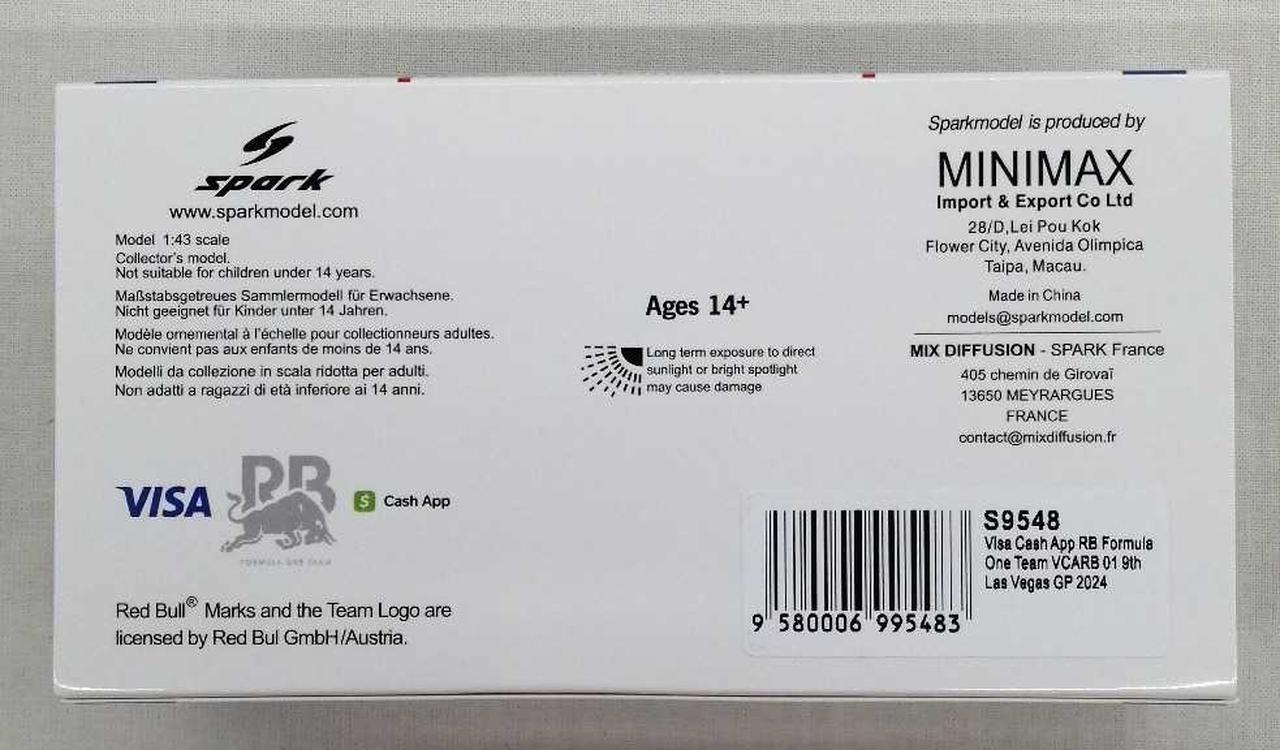 spark
www.sparkmodel.com
Model 1:43 scale
Collector's model.
Not suitable for children under 14 years.
Maßstabsgetreues Sammlermodell für Erwachsene.
Nicht geeignet für Kinder unter 14 Jahren.
Modèle ornemental à l'échelle pour collectionneurs adultes.
Ne convient pas aux enfants de moins de 14 ans.
Modelli da collezione in scala ridotta per adulti.
Non adatti a ragazzi di età inferiore ai 14 anni.
VISA
RB
FORMULA ONE TEAM
$ Cash App
Red Bull® Marks and the Team Logo are
licensed by Red Bul GmbH/Austria.
Ages 14+
Long term exposure to direct
sunlight or bright spotlight
may cause damage
Sparkmodel is produced by
MINIMAX
Import & Export Co Ltd
28/D,Lei Pou Kok
Flower City, Avenida Olimpica
Taipa, Macau.
Made in China
models@sparkmodel.com
MIX DIFFUSION - SPARK France
405 chemin de Girovaï
13650 MEYRARGUES
FRANCE
contact@mixdiffusion.fr
S9548
Visa Cash App RB Formula
One Team VCARB 01 9th
Las Vegas GP 2024
9 580006 995483